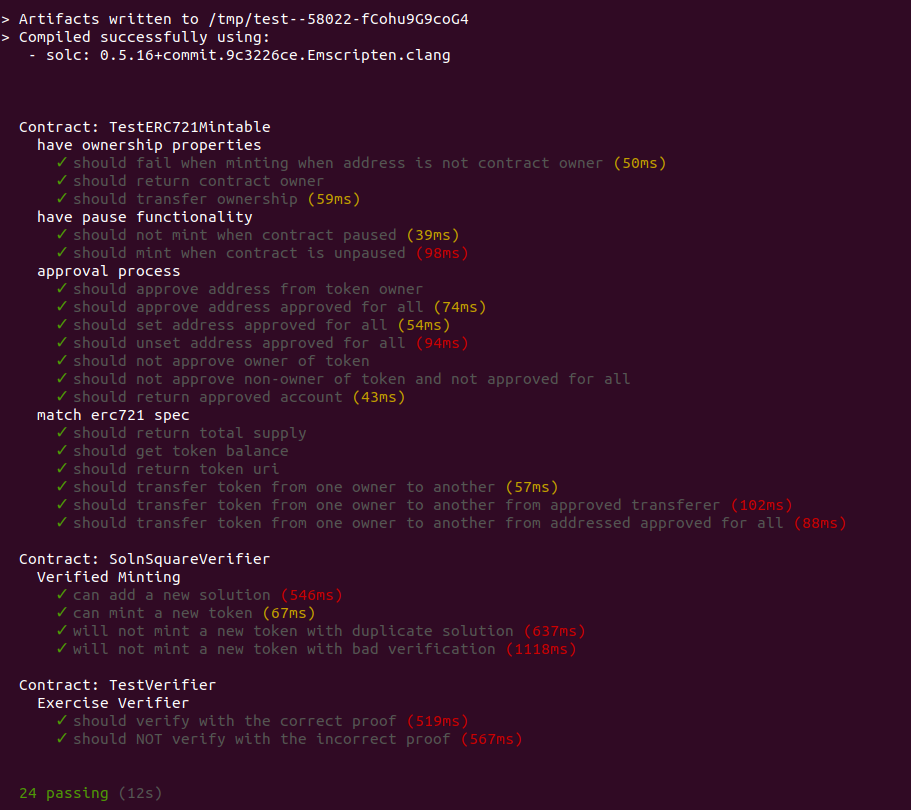 > Artifacts written to /tmp/test--58022-fCohu9G9coG4
> Compiled successfully using:
- solc: 0.5.16+commit.9c3226ce.Emscripten.clang
Contract: TestERC721Mintable
have ownership properties
✓ should fail when minting when address is not contract owner (50ms)
✓ should return contract owner
✓ should transfer ownership (59ms)
have pause functionality
✓ should not mint when contract paused (39ms)
✓ should mint when contract is unpaused (98ms)
approval process
✓ should approve address from token owner
✓ should approve address approved for all (74ms)
✓ should set address approved for all (54ms)
✓ should unset address approved for all (94ms)
✓ should not approve owner of token
✓ should not approve non-owner of token and not approved for all
✓ should return approved account (43ms)
match erc721 spec
✓ should return total supply
✓ should get token balance
✓ should return token uri
✓ should transfer token from one owner to another (57ms)
✓ should transfer token from one owner to another from approved transferer (102ms)
✓ should transfer token from one owner to another from addressed approved for all (88ms)
Contract: SolnSquareVerifier
Verified Minting
✓ can add a new solution (546ms)
✓ can mint a new token (67ms)
✓ will not mint a new token with duplicate solution (637ms)
✓ will not mint a new token with bad verification (1118ms)
Contract: TestVerifier
Exercise Verifier
✓ should verify with the correct proof (519ms)
✓ should NOT verify with the incorrect proof (567ms)
24 passing (12s)